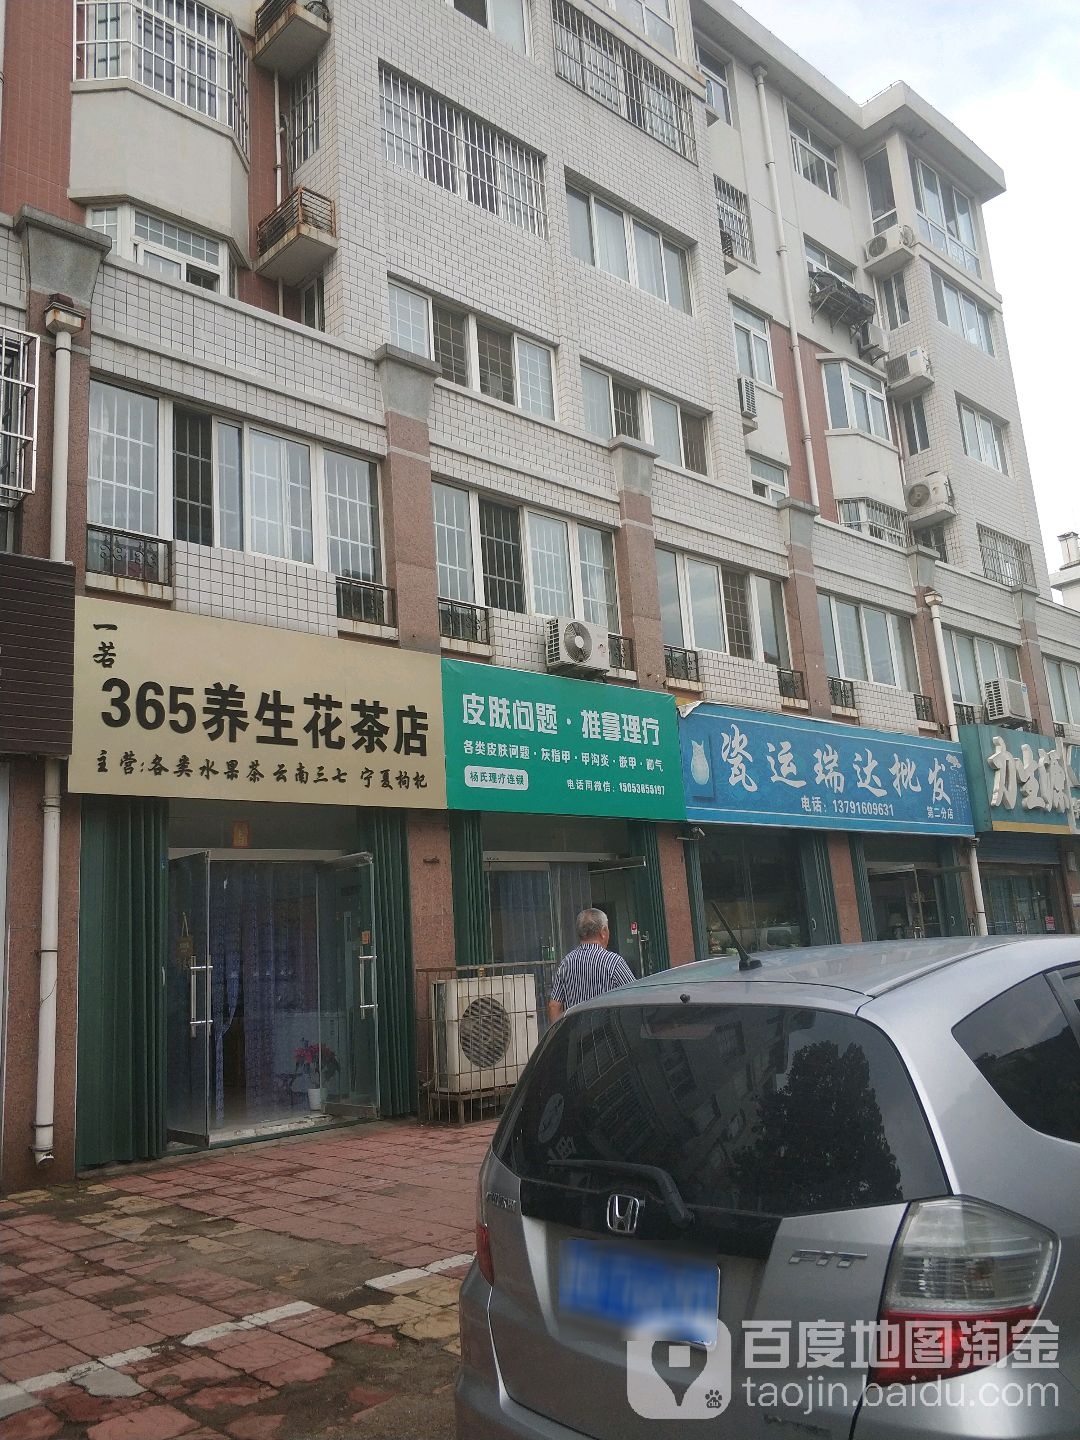 一若
365养生花茶店
主营:各类水果茶 云南三七 宁夏枸杞
皮肤问题·推拿理疗
各类皮肤问题·灰指甲·甲沟炎·嵌甲·脚气
杨氏理疗连锁
电话同微信：15053855197
瓷运瑞达批发
电话：13791609631
第二分店
FIT
百度地图淘金
taojin.baidu.com